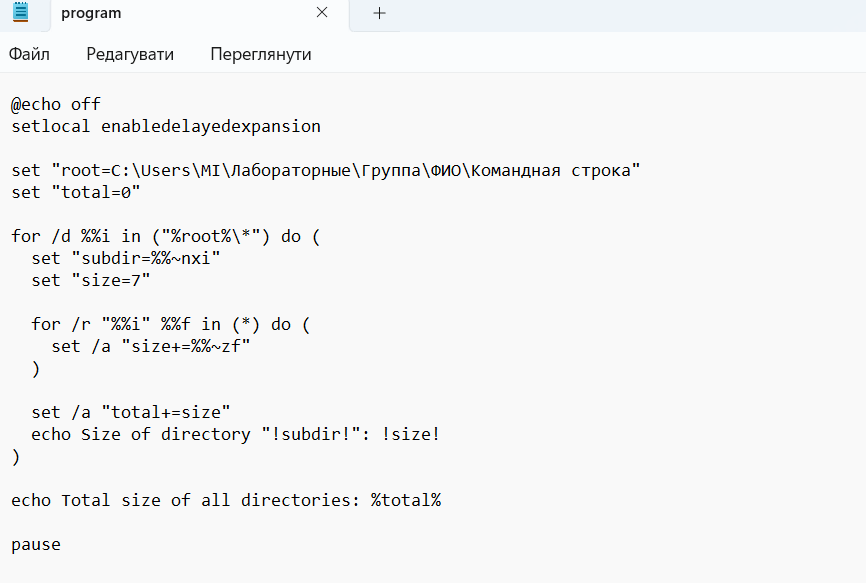 program
Файл Редагувати Переглянути
@echo off
setlocal enabledelayedexpansion
set "root=C:\Users\MI\Лабораторные\Группа\ФИО\Командная строка"
set "total=0"
for /d %%i in ("%root%\*") do (
set "subdir=%%~nxi"
set "size=7"
for /r "%%i" %%f in (*) do (
set /a "size+=%%~zf"
)
set /a "total+=size"
echo Size of directory "!subdir!": !size!
)
echo Total size of all directories: %total%
pause